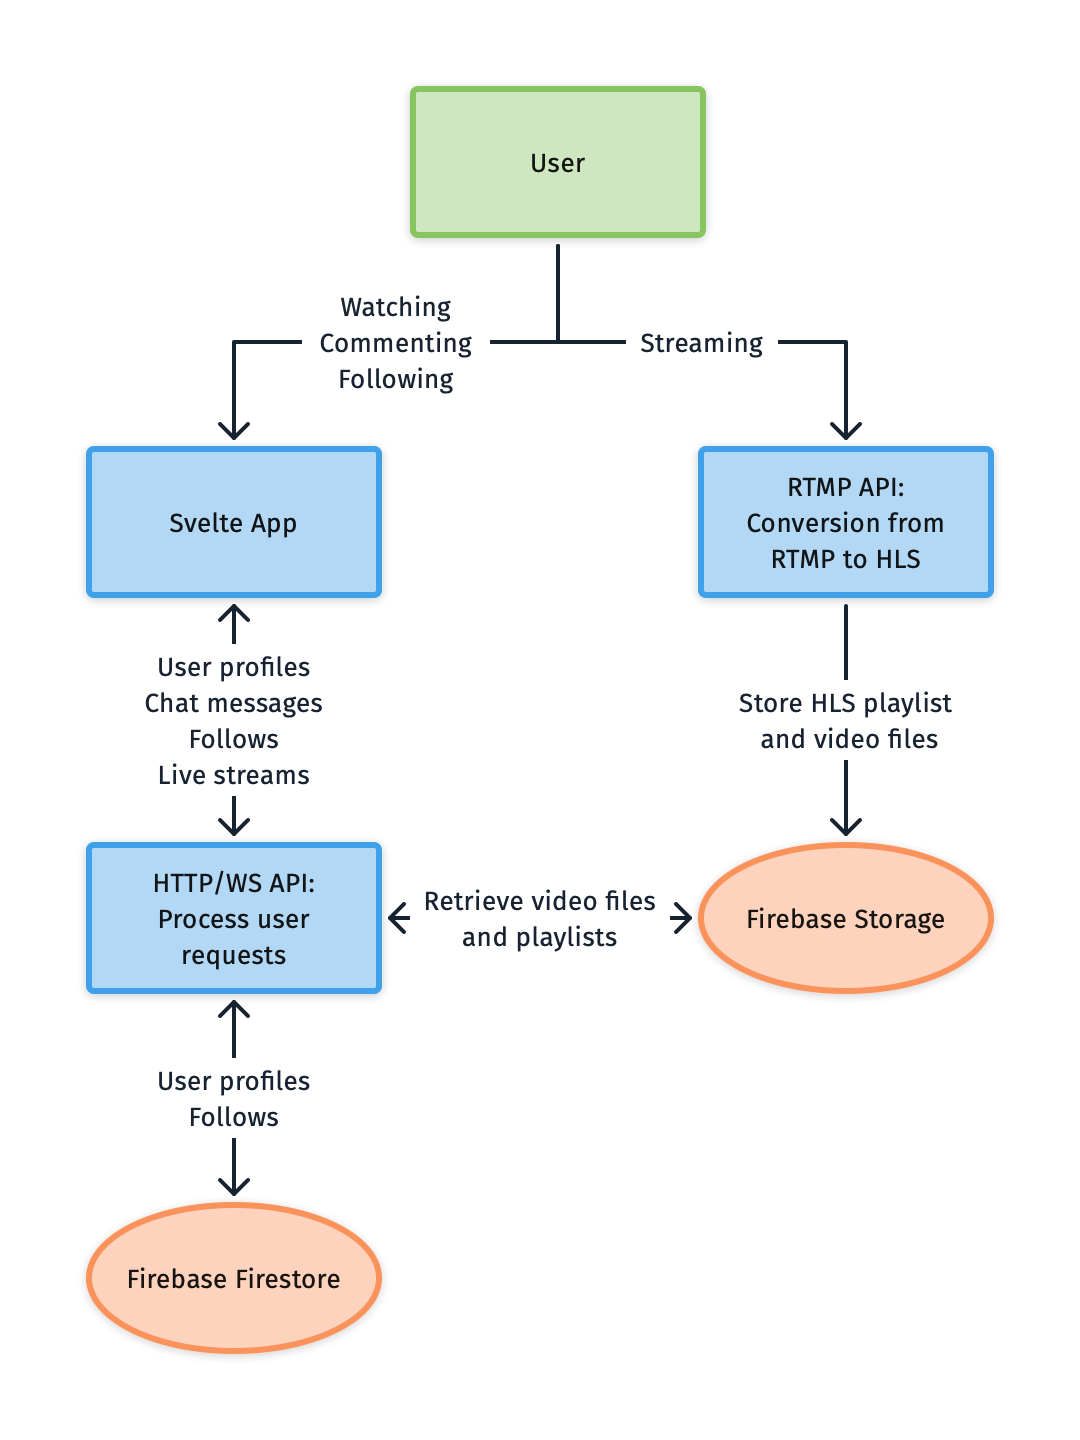 User
Watching
Commenting
Following
Streaming
Svelte App
RTMP API:
Conversion from
RTMP to HLS
User profiles
Chat messages
Follows
Live streams
Store HLS playlist
and video files
HTTP/WS API:
Process user
requests
Retrieve video files
and playlists
Firebase Storage
User profiles
Follows
Firebase Firestore